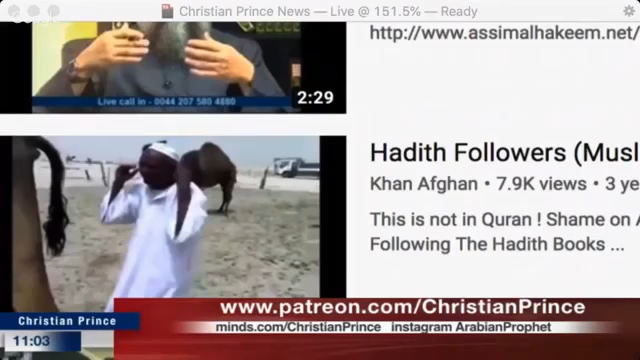 Christian Prince News — Live @ 151.5% — Ready
http://www.assimalhakeem.net/
Live call in - 0044 207 580 4880
2:29
Hadith Followers (Musl
Khan Afghan • 7.9K views • 3 ye
This is not in Quran ! Shame on A
Following The Hadith Books ...
www.patreon.com/ChristianPrince
Christian Prince
minds.com/ChristianPrince instagram ArabianProphet
11:03